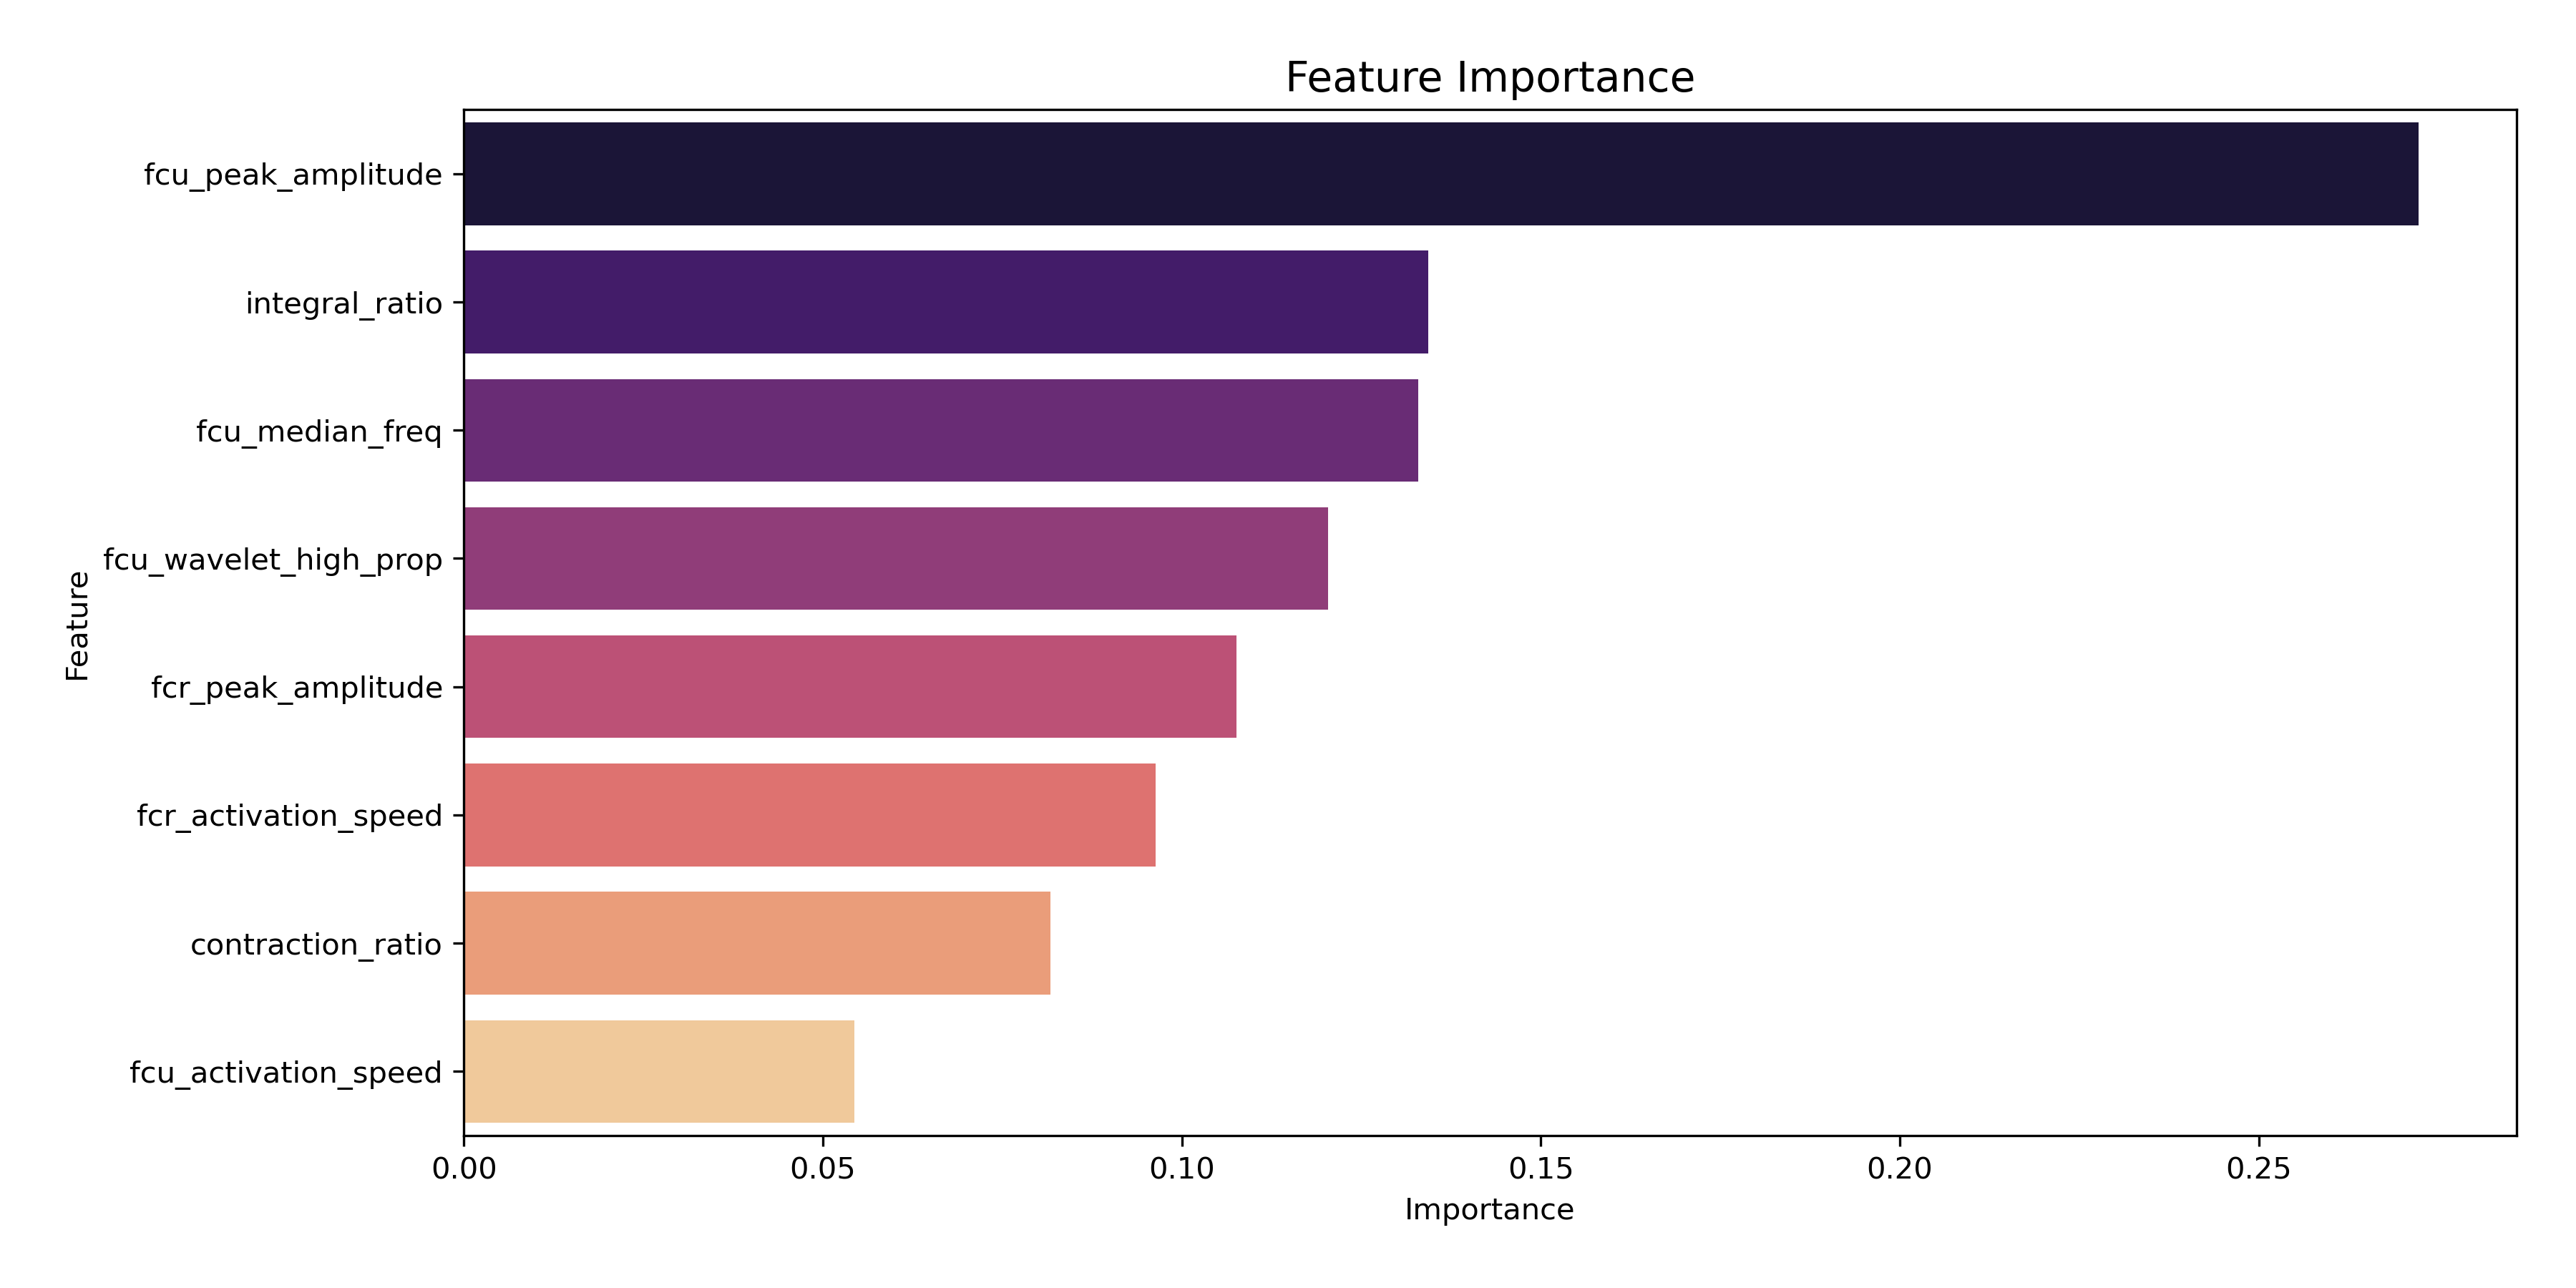 Feature Importance
fcu_peak_amplitude
integral_ratio
fcu_median_freq
fcu_wavelet_high_prop
fcr_peak_amplitude
fcr_activation_speed
contraction_ratio
fcu_activation_speed
Feature
0.00 0.05 0.10 0.15 0.20 0.25
Importance